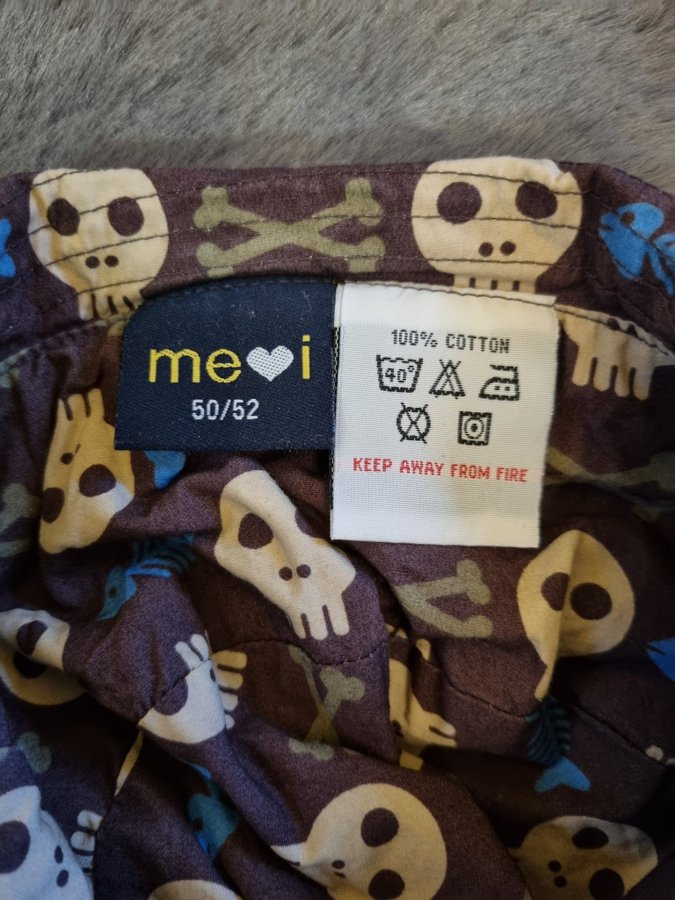 me i
50/52
100% COTTON
40°
KEEP AWAY FROM FIRE